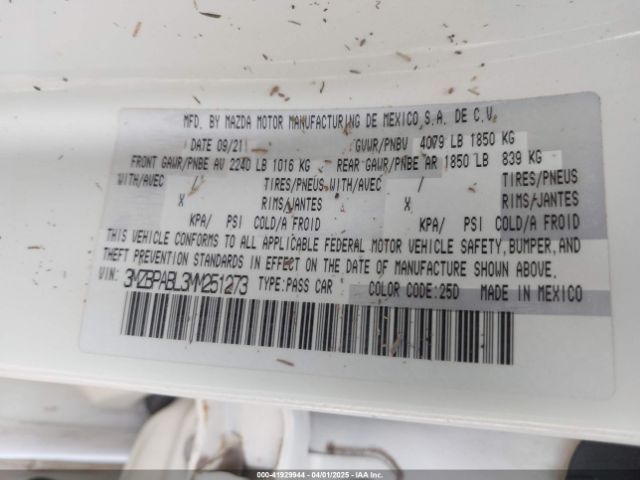 MFD. BY MAZDA MOTOR MANUFACTURING DE MEXICO S.A. DE C.V.
DATE 09/21 GVWR/PNBV 4079 LB 1850 KG
FRONT GAWR/PNBE AV 2240 LB 1016 KG REAR GAWR/PNBE AR 1850 LB 839 KG
WITH/AVEC / TIRES/PNEUS WITH/AVEC / TIRES/PNEUS
X RIMS/JANTES X RIMS/JANTES
KPA/ PSI COLD/A FROID KPA/ PSI COLD/A FROID
THIS VEHICLE CONFORMS TO ALL APPLICABLE FEDERAL MOTOR VEHICLE SAFETY, BUMPER, AND
THEFT PREVENTION STANDARDS IN EFFECT ON THE DATE OF MANUFACTURE SHOWN ABOVE.
VIN: 3MZBPABL3MM251273 TYPE:PASS CAR COLOR CODE:25D MADE IN MEXICO
000-41929944 | 04/01/2025 - IAA Inc.